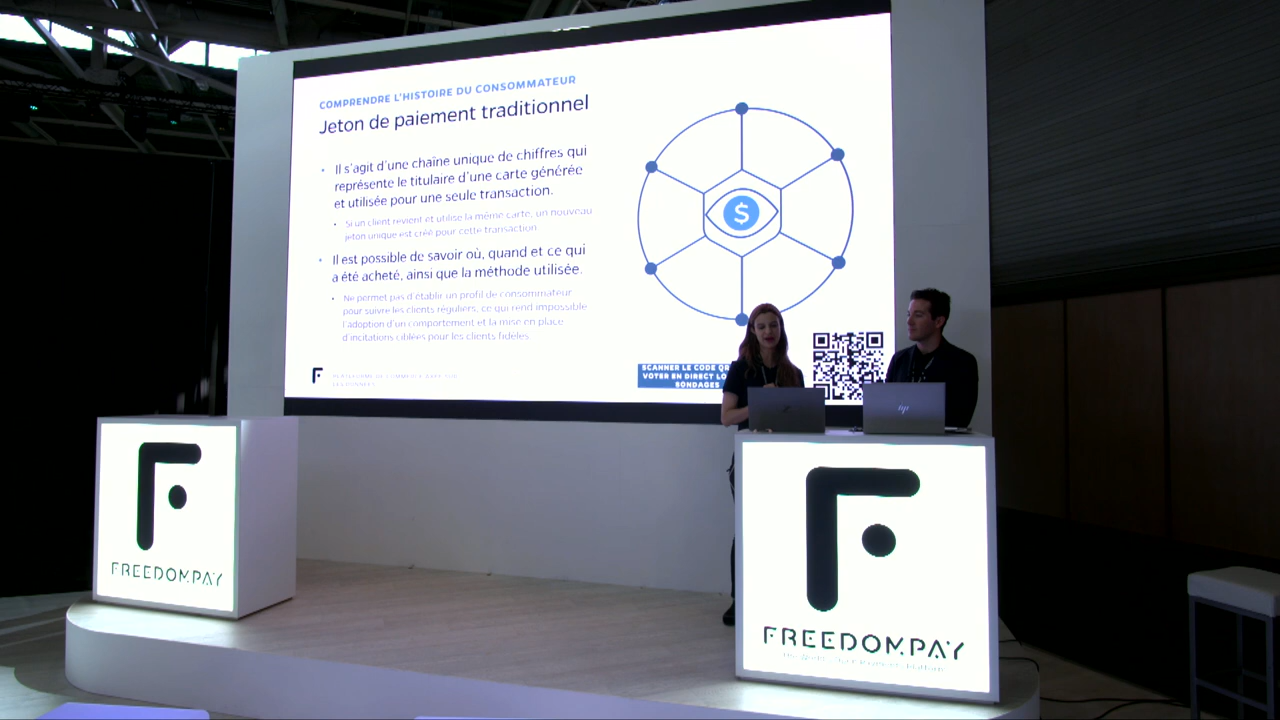 COMPRENDRE L'HISTOIRE DU CONSOMMATEUR
Jeton de paiement traditionnel
• Il s'agit d'une chaîne unique de chiffres qui
représente le titulaire d'une carte générée
et utilisée pour une seule transaction.
• Si un client revient et utilise la même carte, un nouveau
jeton unique est créé pour cette transaction
• Il est possible de savoir où, quand et ce qui
a été acheté, ainsi que la méthode utilisée.
• Ne permet pas d'établir un profil de consommateur
pour suivre les clients réguliers, ce qui rend impossible
l'adoption d'un comportement et la mise en place
d'incitations ciblées pour les clients fidèles.
$
SCANNER LE CODE QR
VOTER EN DIRECT
SONDAGES
hp
FREEDOMPAY
FREEDOMPAY